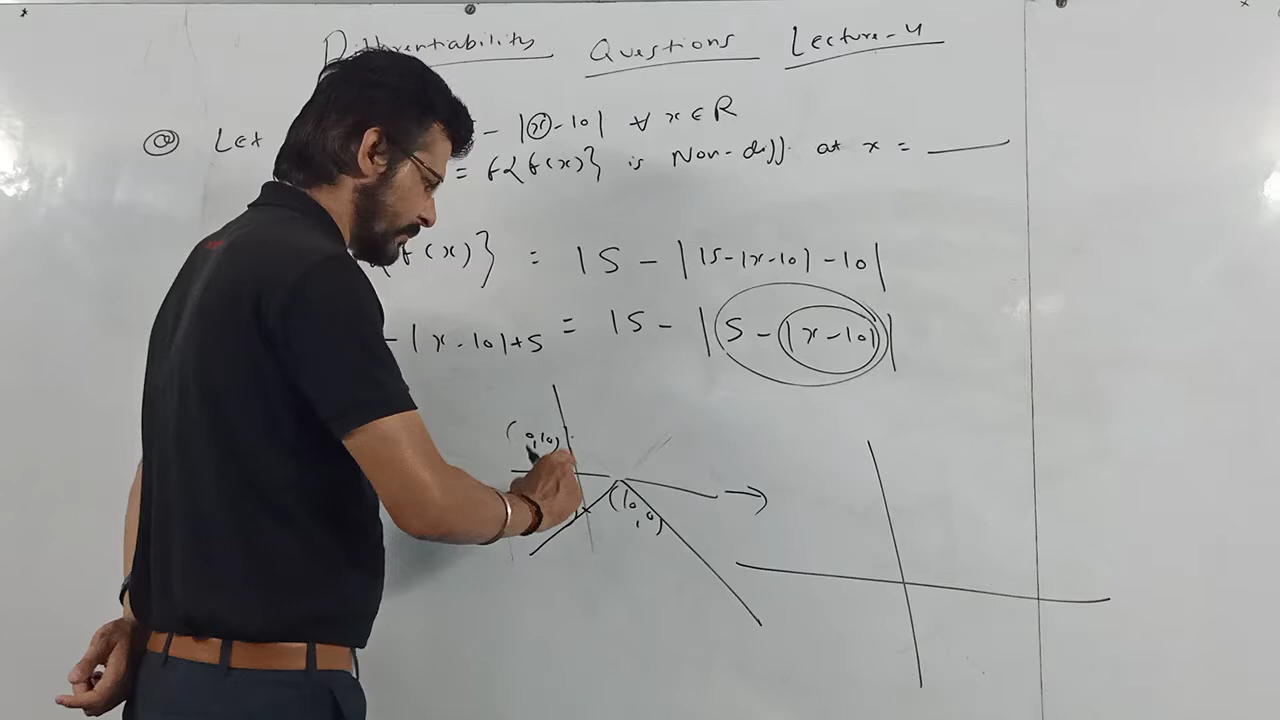 Differentiability Questions Lecture-4
@ Let - |x-10| ∀ x ∈ R
= f{f(x)} is Non-diff. at x = ____
{f(x)} = 15 - |15-|x-10|-10|
- |x-10|+5 = 15 - |5-|x-10||
(0,10)
(10,0)